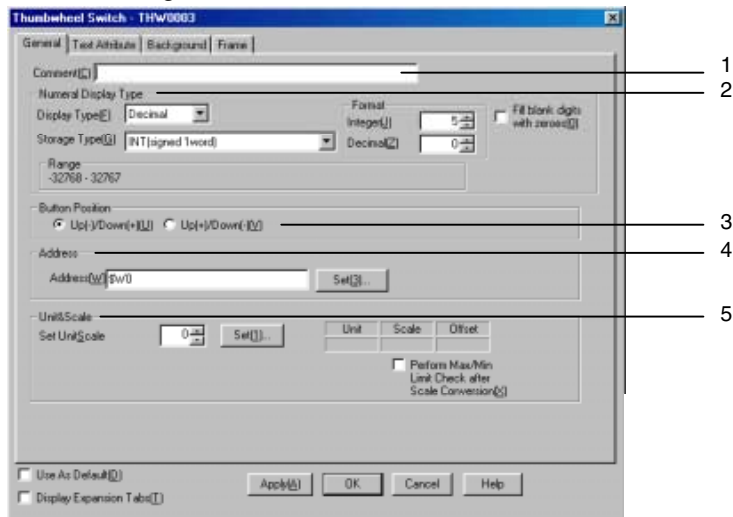 Thumbwheel Switch - THW0003
General Text Attribute Background Frame
Comment[C] 1
Numeral Display Type 2
Display Type[F] Decimal
Format
Integer[J] 5
Fill blank digits with zeroes[O]
Storage Type[G] INT(signed 1word)
Decimal[Z] 0
Range
-32768 - 32767
Button Position
Up(-)/Down(+)[U] Up(+)/Down(-)[V] 3
Address 4
Address[W] $W0 Set[3]...
Unit&Scale 5
Set UnitScale 0 Set[1]... Unit Scale Offset
Perform Max/Min
Limit Check after
Scale Conversion[X]
Use As Default[D]
Display Expansion Tabs[T]
Apply[A] OK Cancel Help